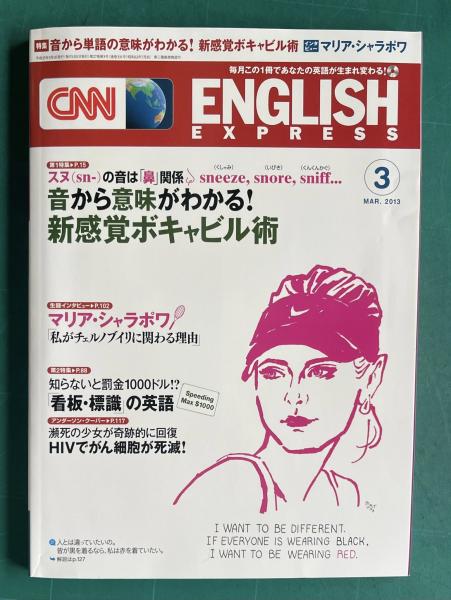 特集 音から単語の意味がわかる! 新感覚ボキャビル術 マリア・シャラポワ
毎月この1冊であなたの英語が生まれ変わる!
CNN ENGLISH
EXPRESS
第1特集▶P.15
(くしゃみ) (いびき) (くんくんかぐ)
スヌ(sn-)の音は「鼻」関係 sneeze, snore, sniff...
音から意味がわかる!
新感覚ボキャビル術
3
MAR. 2013
生録インタビュー▶P.102
マリア・シャラポワ
「私がチェルノブイリに関わる理由」
第2特集▶P.88
知らないと罰金1000ドル!?
「看板・標識」の英語
Speeding
Max $1000
アンダーソン・クーパー▶P.117
瀕死の少女が奇跡的に回復
HIVでがん細胞が死滅!
I WANT TO BE DIFFERENT.
IF EVERYONE IS WEARING BLACK,
I WANT TO BE WEARING RED.
人とは違っていたいの。
皆が黒を着るなら、私は赤を着ていたい。
解説はp.127